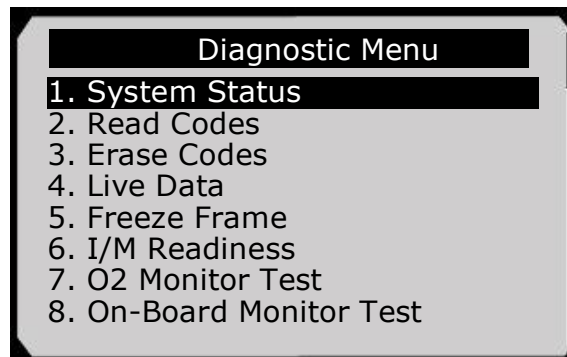 Diagnostic Menu
1. System Status
2. Read Codes
3. Erase Codes
4. Live Data
5. Freeze Frame
6. I/M Readiness
7. O2 Monitor Test
8. On-Board Monitor Test